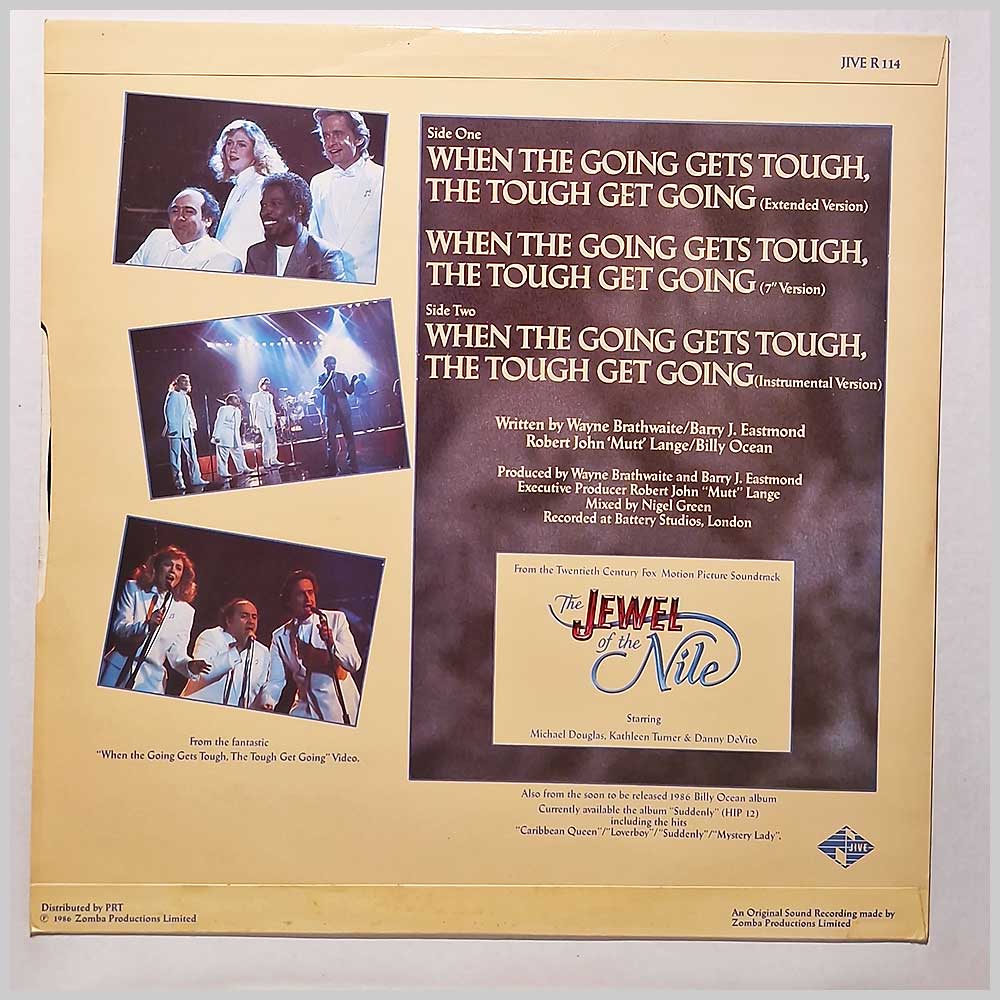 JIVE R 114
Side One
WHEN THE GOING GETS TOUGH,
THE TOUGH GET GOING (Extended Version)
WHEN THE GOING GETS TOUGH,
THE TOUGH GET GOING (7" Version)
Side Two
WHEN THE GOING GETS TOUGH,
THE TOUGH GET GOING (Instrumental Version)
Written by Wayne Brathwaite/Barry J. Eastmond
Robert John 'Mutt' Lange/Billy Ocean
Produced by Wayne Brathwaite and Barry J. Eastmond
Executive Producer Robert John "Mutt" Lange
Mixed by Nigel Green
Recorded at Battery Studios, London
From the Twentieth Century Fox Motion Picture Soundtrack
The JEWEL
of the Nile
Starring
Michael Douglas, Kathleen Turner & Danny DeVito
From the fantastic
"When the Going Gets Tough, The Tough Get Going" Video.
Also from the soon to be released 1986 Billy Ocean album
Currently available the album "Suddenly" (HIP 12)
including the hits
"Caribbean Queen"/"Loverboy"/"Suddenly"/"Mystery Lady".
JIVE
Distributed by PRT
℗ 1986 Zomba Productions Limited
An Original Sound Recording made by
Zomba Productions Limited